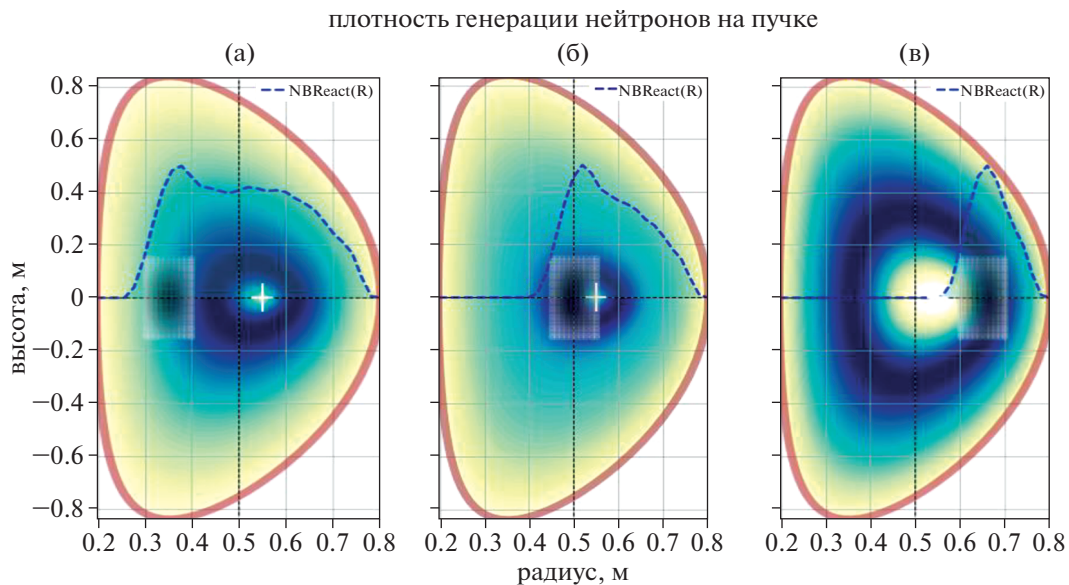 плотность генерации нейтронов на пучке
(а) (б) (в)
NBReact(R) NBReact(R) NBReact(R)
0.8
0.6
0.4
0.2
0
−0.2
−0.4
−0.6
−0.8
высота, м
0.2 0.3 0.4 0.5 0.6 0.7 0.8 0.2 0.3 0.4 0.5 0.6 0.7 0.8 0.2 0.3 0.4 0.5 0.6 0.7 0.8
радиус, м